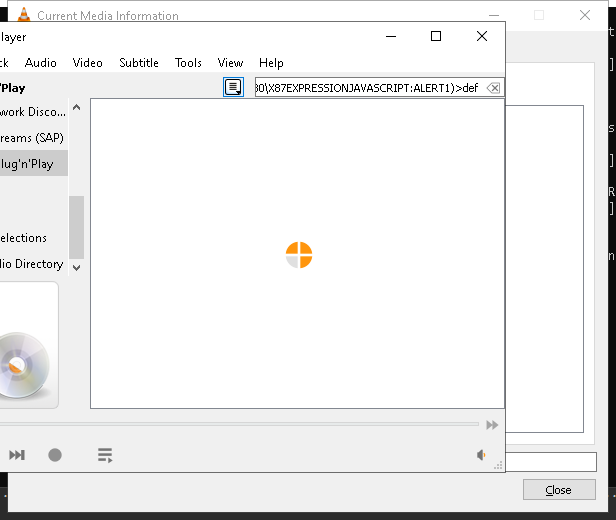 Current Media Information
layer
ck Audio Video Subtitle Tools View Help
'Play
30\X87EXPRESSIONJAVASCRIPT:ALERT1)>def
work Disco...
reams (SAP)
lug'n'Play
elections
io Directory
Close